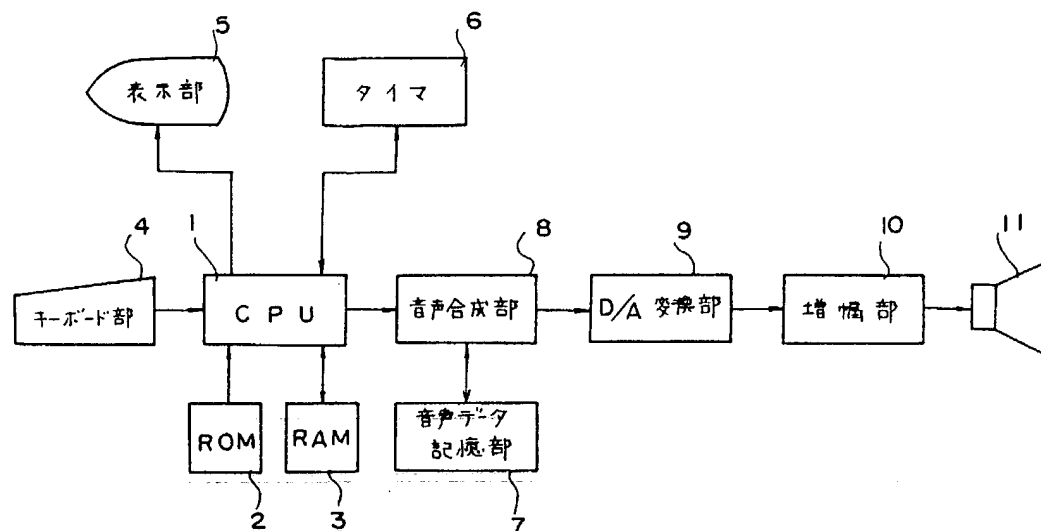 5
6
表示部
タイマ
1
4
8
9
10
11
キーボード部
CPU
音声合成部
D/A 変換部
増幅部
ROM
RAM
音声データ
記憶部
2
3
7